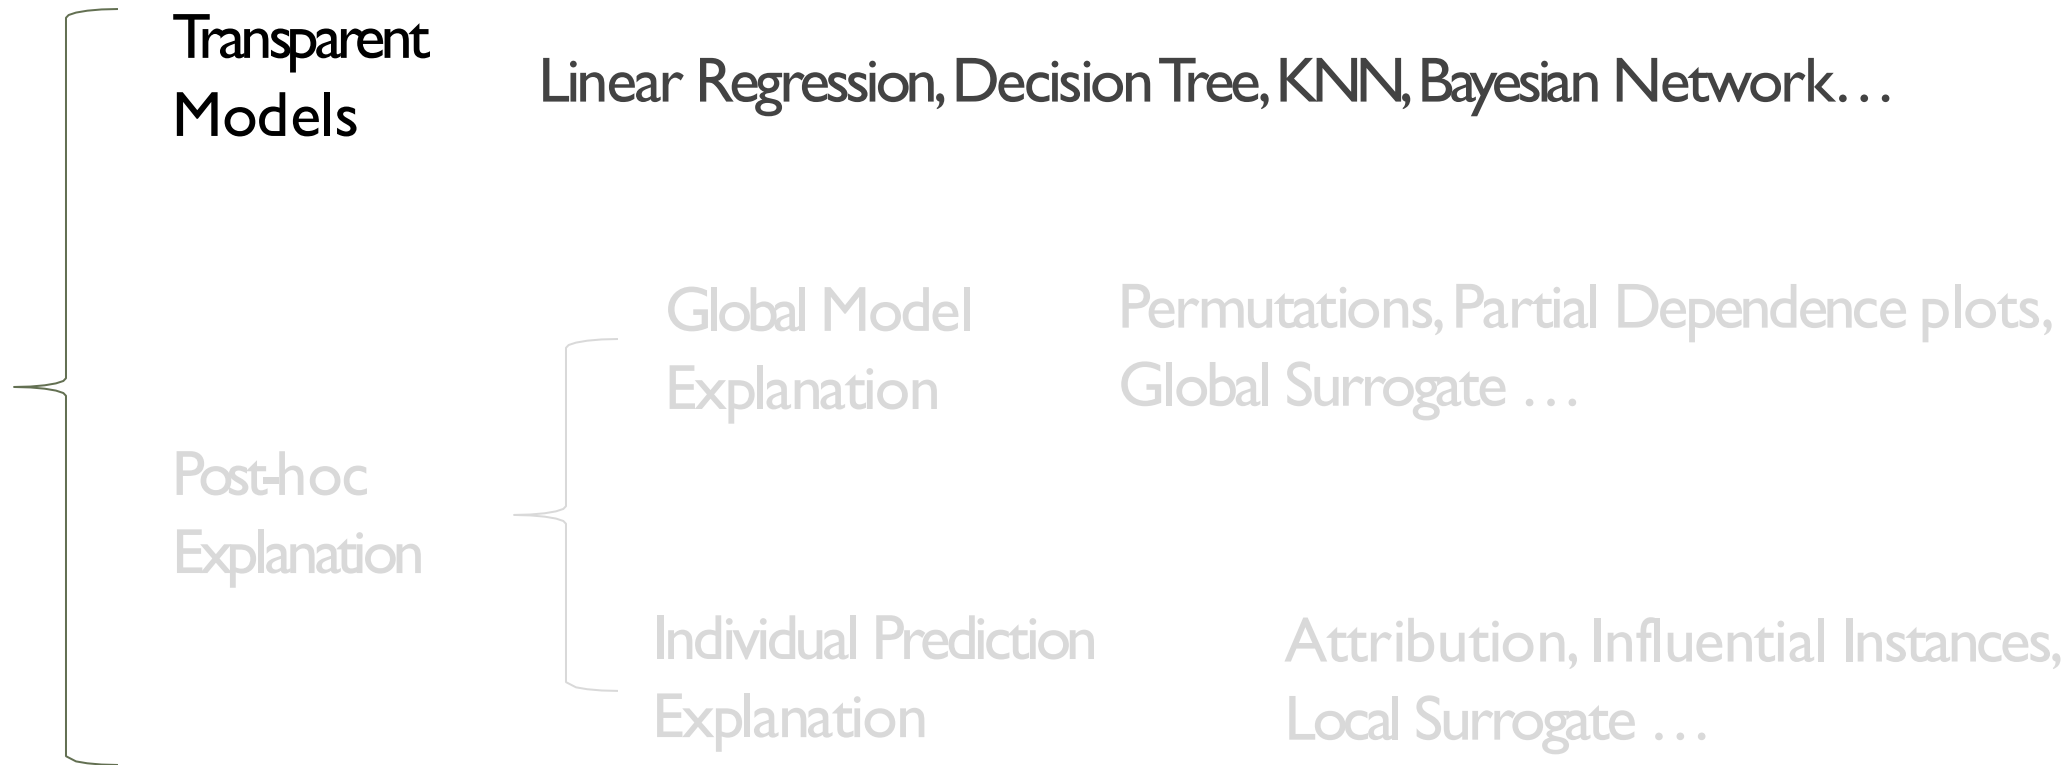 Transparent
Models
Linear Regression, Decision Tree, KNN, Bayesian Network…
Global Model
Explanation
Permutations, Partial Dependence plots,
Global Surrogate …
Post-hoc
Explanation
Individual Prediction
Explanation
Attribution, Influential Instances,
Local Surrogate …